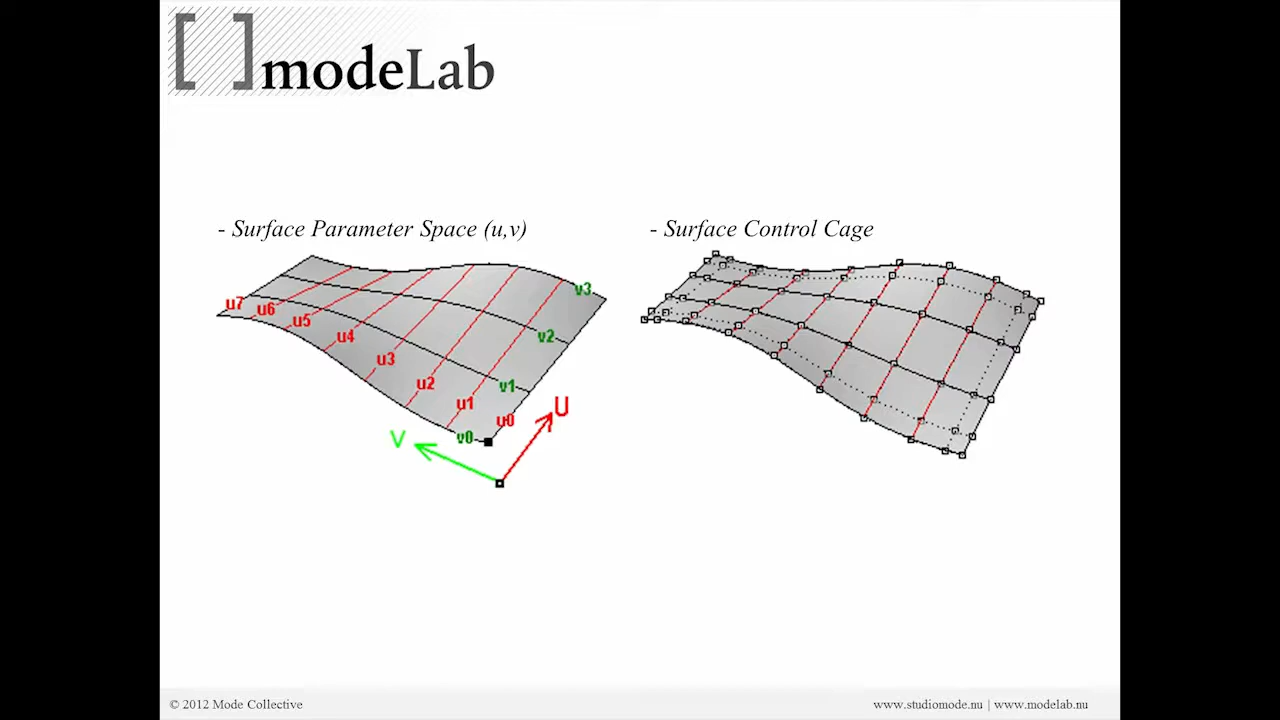 [ ] modeLab
- Surface Parameter Space (u,v)
- Surface Control Cage
u7
u6
u5
u4
u3
u2
u1
u0
v3
v2
v1
v0
V
U
© 2012 Mode Collective
www.studiomode.nu | www.modelab.nu